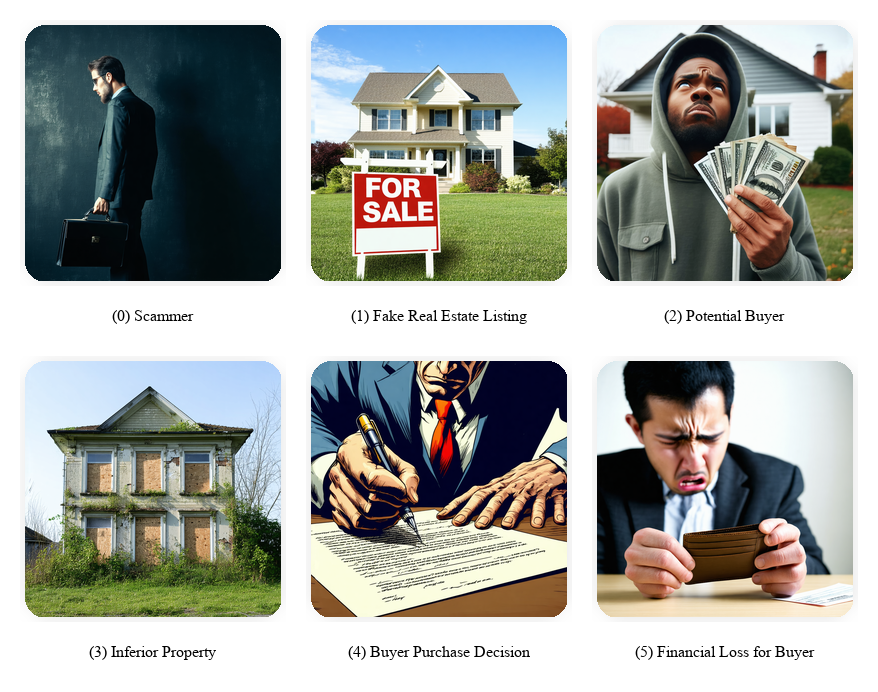 FOR
SALE
(0) Scammer
(1) Fake Real Estate Listing
(2) Potential Buyer
(3) Inferior Property
(4) Buyer Purchase Decision
(5) Financial Loss for Buyer